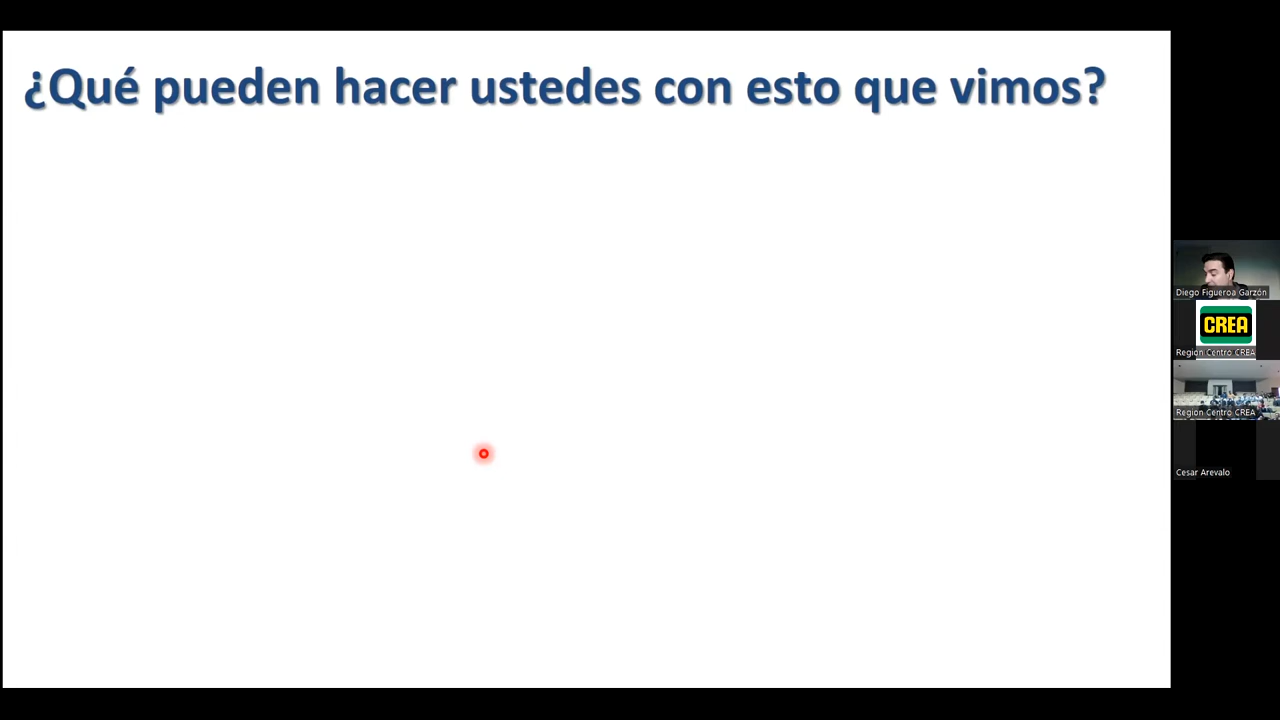 ¿Qué pueden hacer ustedes con esto que vimos?
Diego Figueroa Garzón
CREA
Region Centro CREA
Region Centro CREA
Cesar Arevalo